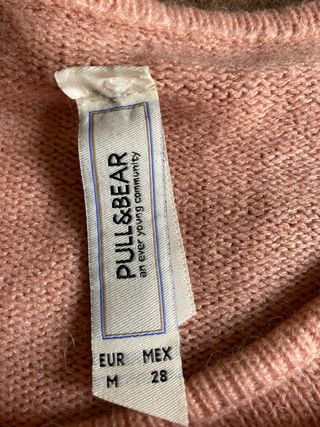 PULL&BEAR
an ever young community
EUR MEX
M 28